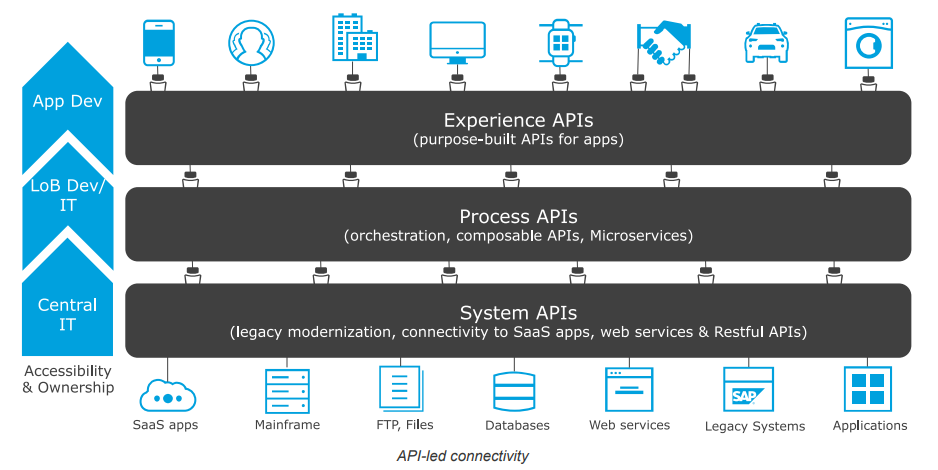 App Dev
LoB Dev/
IT
Central
IT
Accessibility
& Ownership
Experience APIs
(purpose-built APIs for apps)
Process APIs
(orchestration, composable APIs, Microservices)
System APIs
(legacy modernization, connectivity to SaaS apps, web services & Restful APIs)
SAP
SaaS apps
Mainframe
FTP, Files
Databases
Web services
Legacy Systems
Applications
API-led connectivity